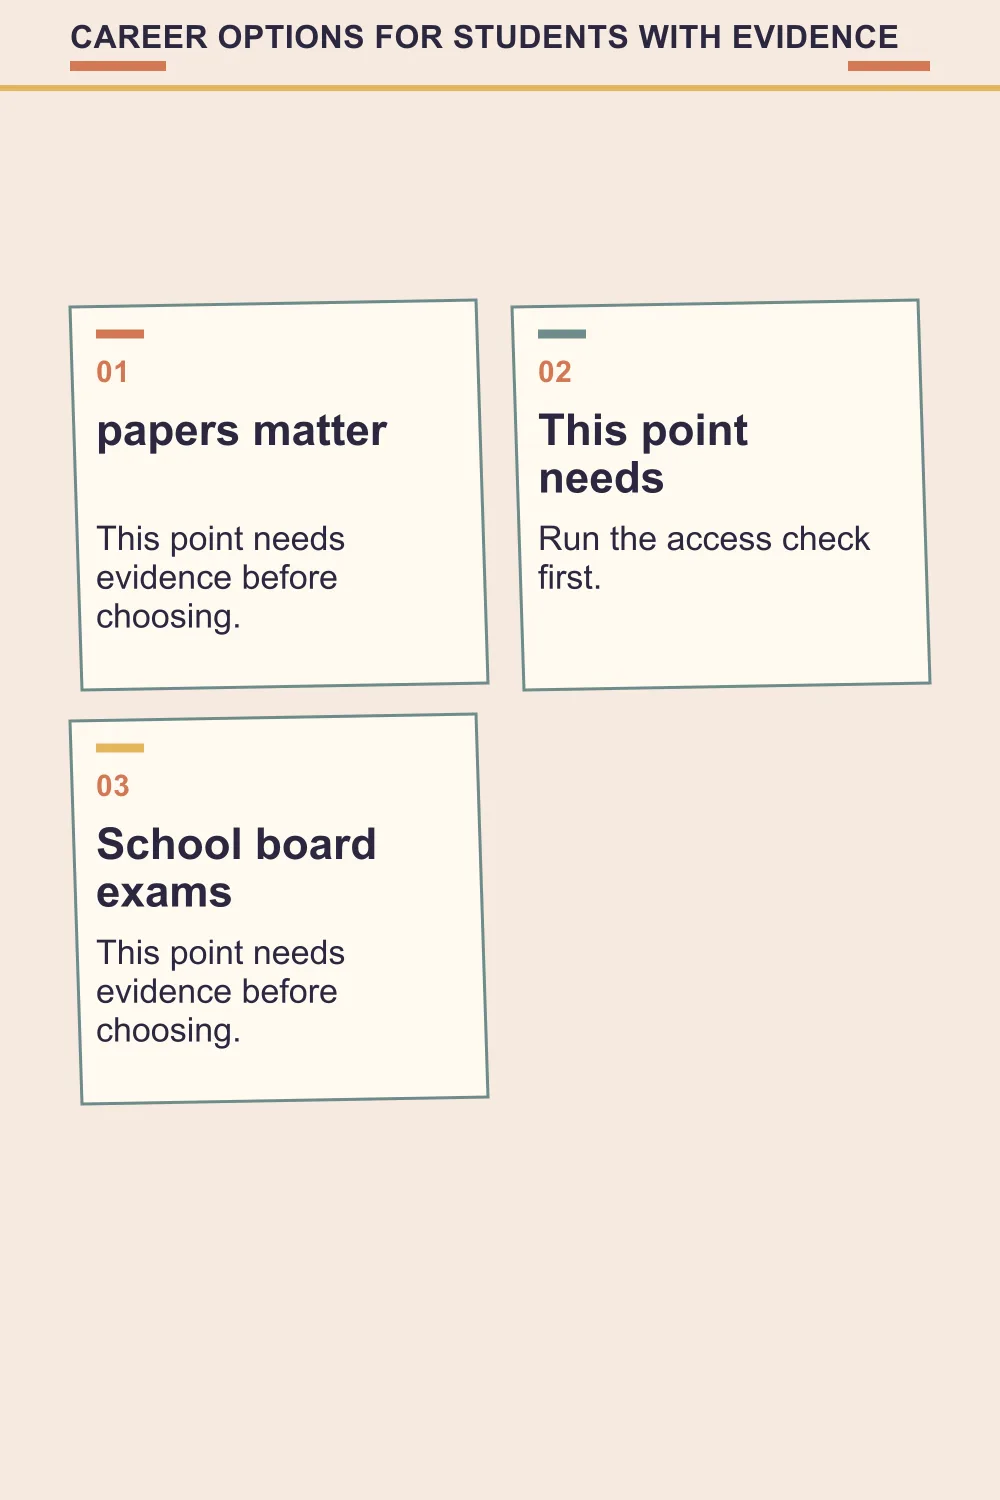 CAREER OPTIONS FOR STUDENTS WITH EVIDENCE
01
papers matter
This point needs
evidence before
choosing.
02
This point
needs
Run the access check
first.
03
School board
exams
This point needs
evidence before
choosing.